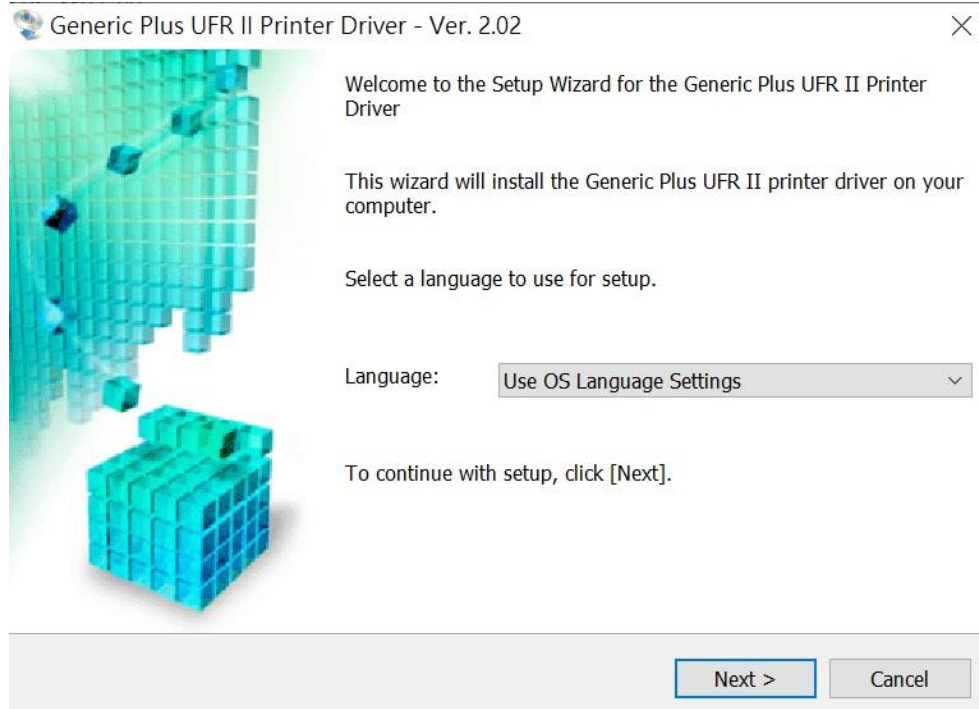 Generic Plus UFR II Printer Driver - Ver. 2.02
Welcome to the Setup Wizard for the Generic Plus UFR II Printer
Driver
This wizard will install the Generic Plus UFR II printer driver on your
computer.
Select a language to use for setup.
Language: Use OS Language Settings
To continue with setup, click [Next].
Next > Cancel